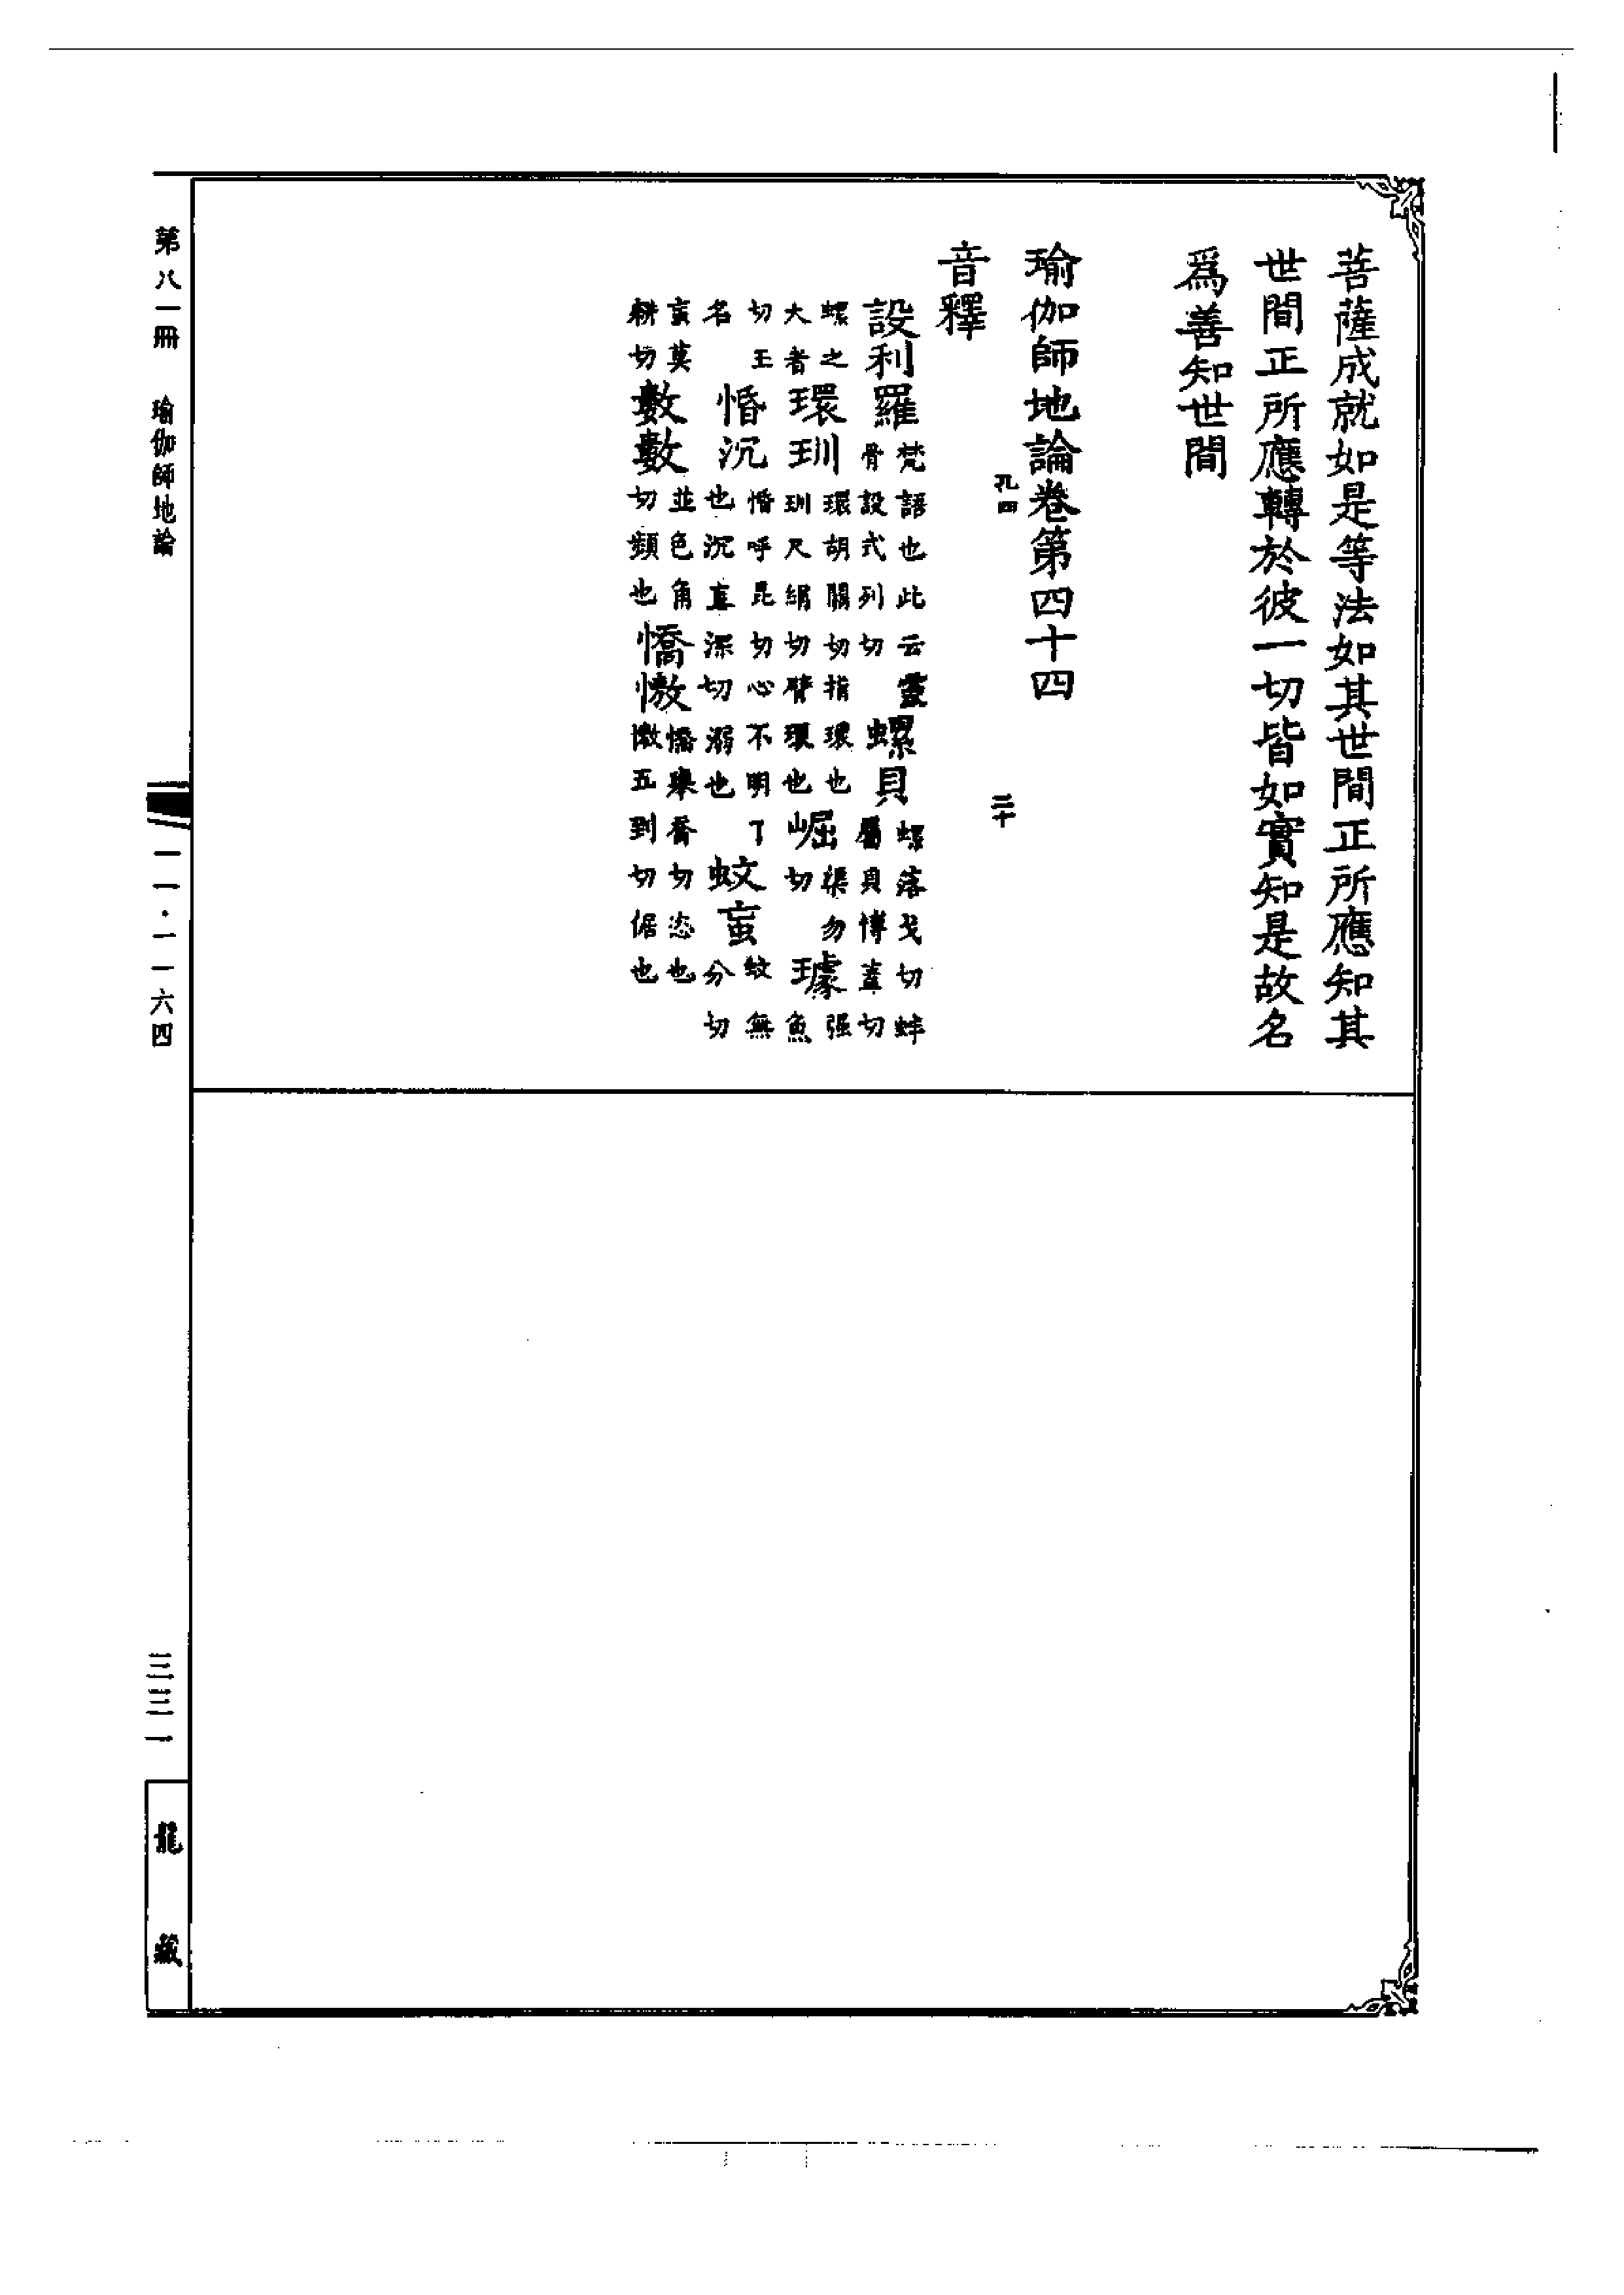 菩薩成就如是等法如其世間正所應知其
世間正所應轉於彼一切皆如實知是故名
爲善知世間
瑜伽師地論卷第四十四
孔四 二十
音釋
設利羅梵語也此云靈骨設式列切螺貝螺落戈切蚌屬貝博蓋切
螺之大者環玔環胡關切指環也玔尺絹切臂環也崛渠勿切璩强魚
切王名惛沉惛呼昆切心不明了也沉直深切溺也蚊䖟蚊無分切
䖟莫耕切數數並色角切頻也憍慠憍舉喬切恣也慠五到切倨也
第八一冊 瑜伽師地論
一一·一一六四
三三一
龍藏